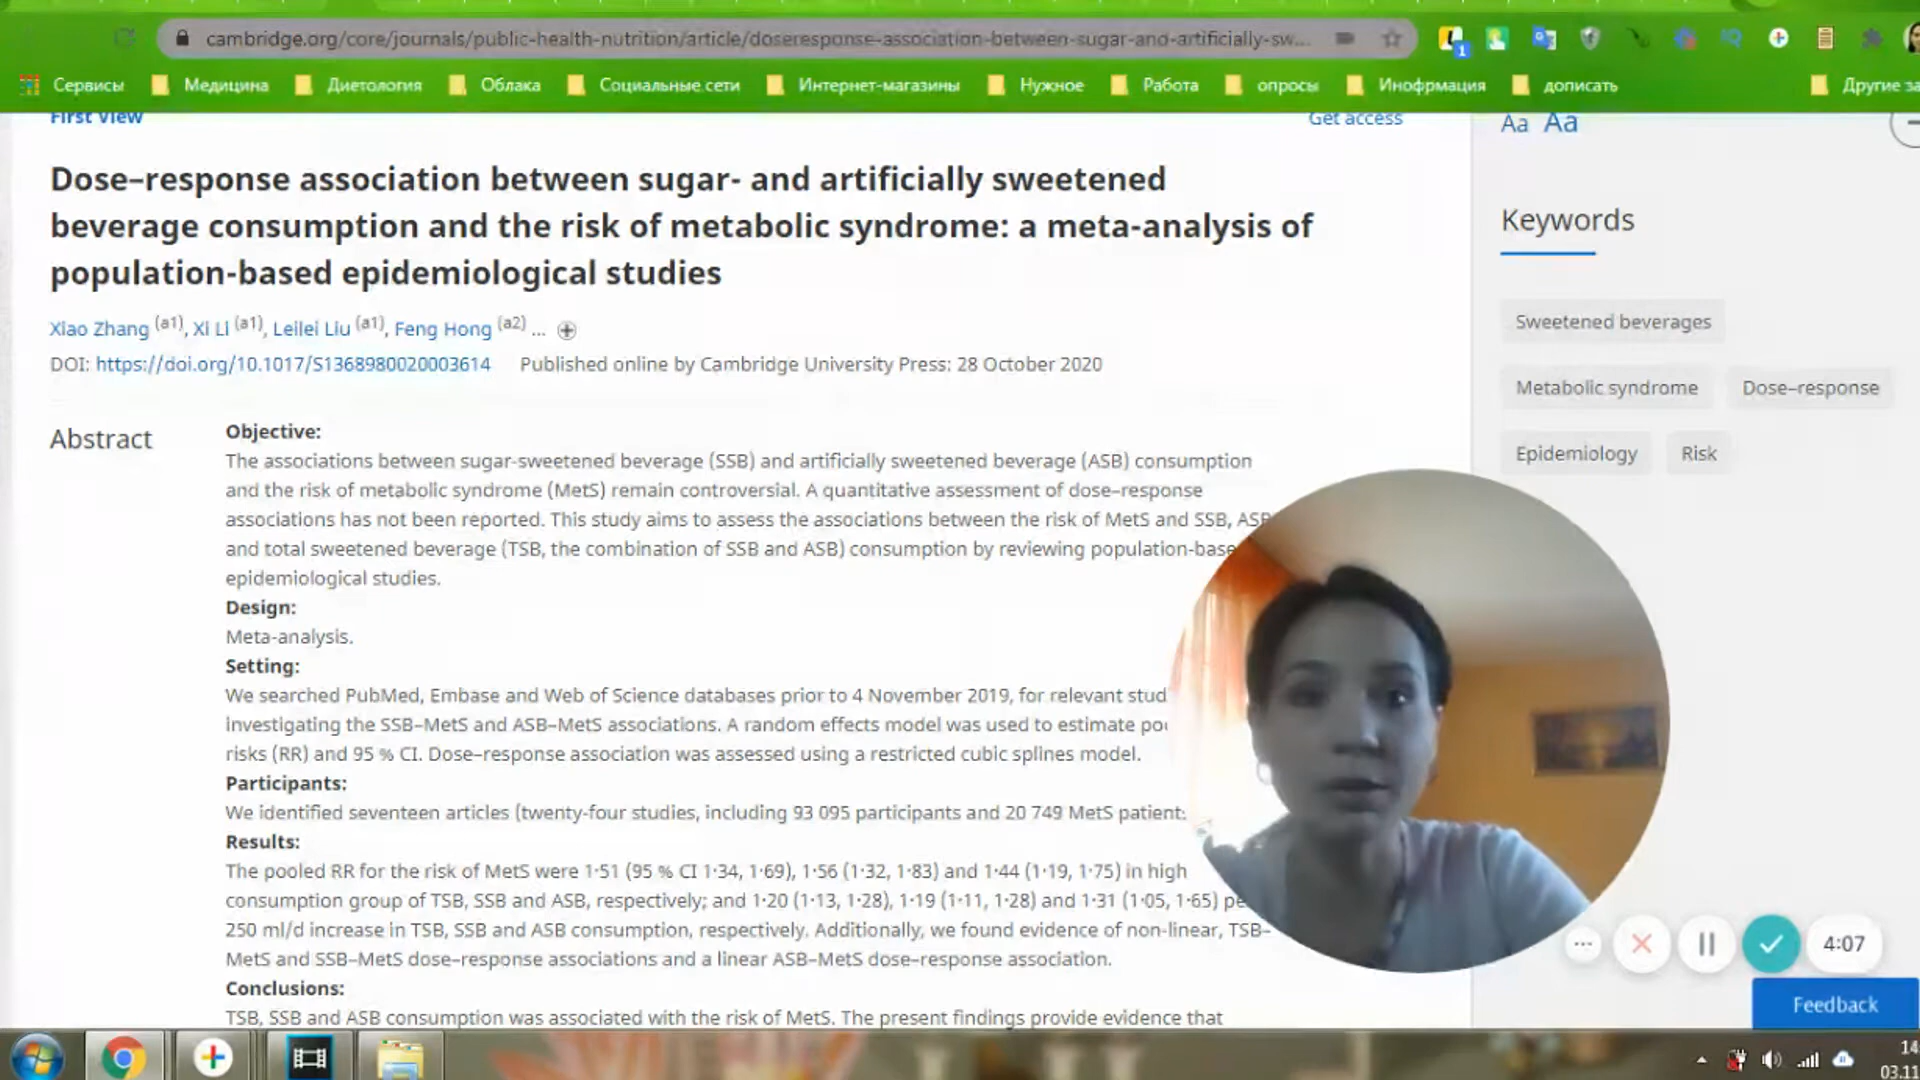 cambridge.org/core/journals/public-health-nutrition/article/doseresponse-association-between-sugar-and-artificially-sw...
1
Сервисы Медицина Диетология Облака Социальные сети Интернет-магазины Нужное Работа опросы Инофрмация дописать Другие за
First View
Get access
Aa Aa
Dose–response association between sugar- and artificially sweetened
beverage consumption and the risk of metabolic syndrome: a meta-analysis of
population-based epidemiological studies
Xiao Zhang (a1), Xi Li (a1), Leilei Liu (a1), Feng Hong (a2) ...
DOI: https://doi.org/10.1017/S1368980020003614 Published online by Cambridge University Press: 28 October 2020
Keywords
Sweetened beverages
Metabolic syndrome Dose–response
Epidemiology Risk
Abstract
Objective:
The associations between sugar-sweetened beverage (SSB) and artificially sweetened beverage (ASB) consumption
and the risk of metabolic syndrome (MetS) remain controversial. A quantitative assessment of dose–response
associations has not been reported. This study aims to assess the associations between the risk of MetS and SSB, ASB
and total sweetened beverage (TSB, the combination of SSB and ASB) consumption by reviewing population-base
epidemiological studies.
Design:
Meta-analysis.
Setting:
We searched PubMed, Embase and Web of Science databases prior to 4 November 2019, for relevant stud
investigating the SSB–MetS and ASB–MetS associations. A random effects model was used to estimate poo
risks (RR) and 95 % CI. Dose–response association was assessed using a restricted cubic splines model.
Participants:
We identified seventeen articles (twenty-four studies, including 93 095 participants and 20 749 MetS patients
Results:
The pooled RR for the risk of MetS were 1·51 (95 % CI 1·34, 1·69), 1·56 (1·32, 1·83) and 1·44 (1·19, 1·75) in high
consumption group of TSB, SSB and ASB, respectively; and 1·20 (1·13, 1·28), 1·19 (1·11, 1·28) and 1·31 (1·05, 1·65) pe
250 ml/d increase in TSB, SSB and ASB consumption, respectively. Additionally, we found evidence of non-linear, TSB–
MetS and SSB–MetS dose–response associations and a linear ASB–MetS dose–response association.
Conclusions:
TSB, SSB and ASB consumption was associated with the risk of MetS. The present findings provide evidence that
4:07
Feedback
14
03.11